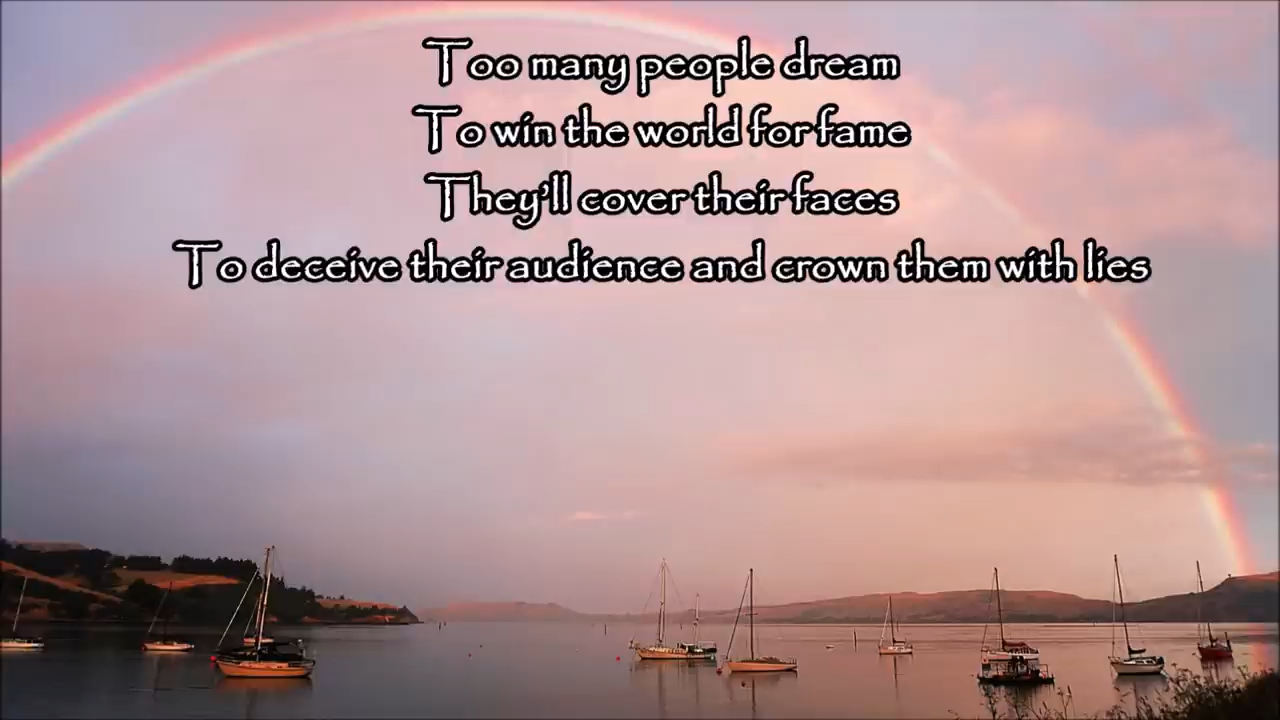 Too many people dream
To win the world for fame
They'll cover their faces
To deceive their audience and crown them with lies